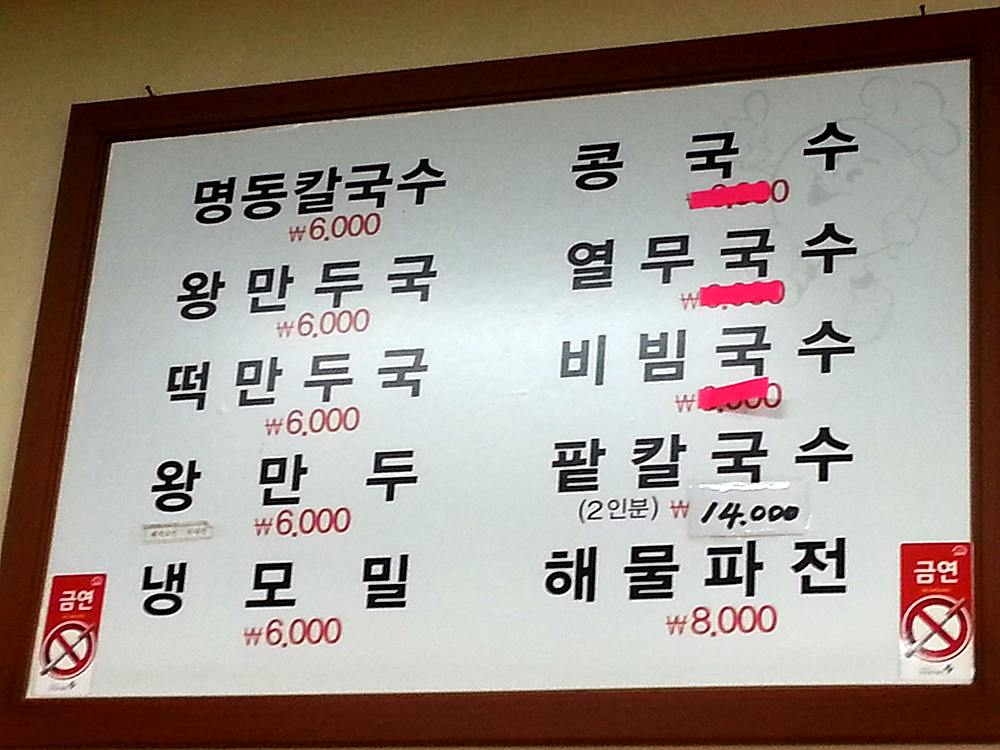 명동칼국수
₩6,000
왕만두국
₩6,000
떡만두국
₩6,000
왕만두
₩6,000
냉모밀
₩6,000
콩국수
열무국수
₩
비빔국수
₩
팥칼국수
(2인분) ₩ 14.000
해물파전
₩8,000
금연
금연